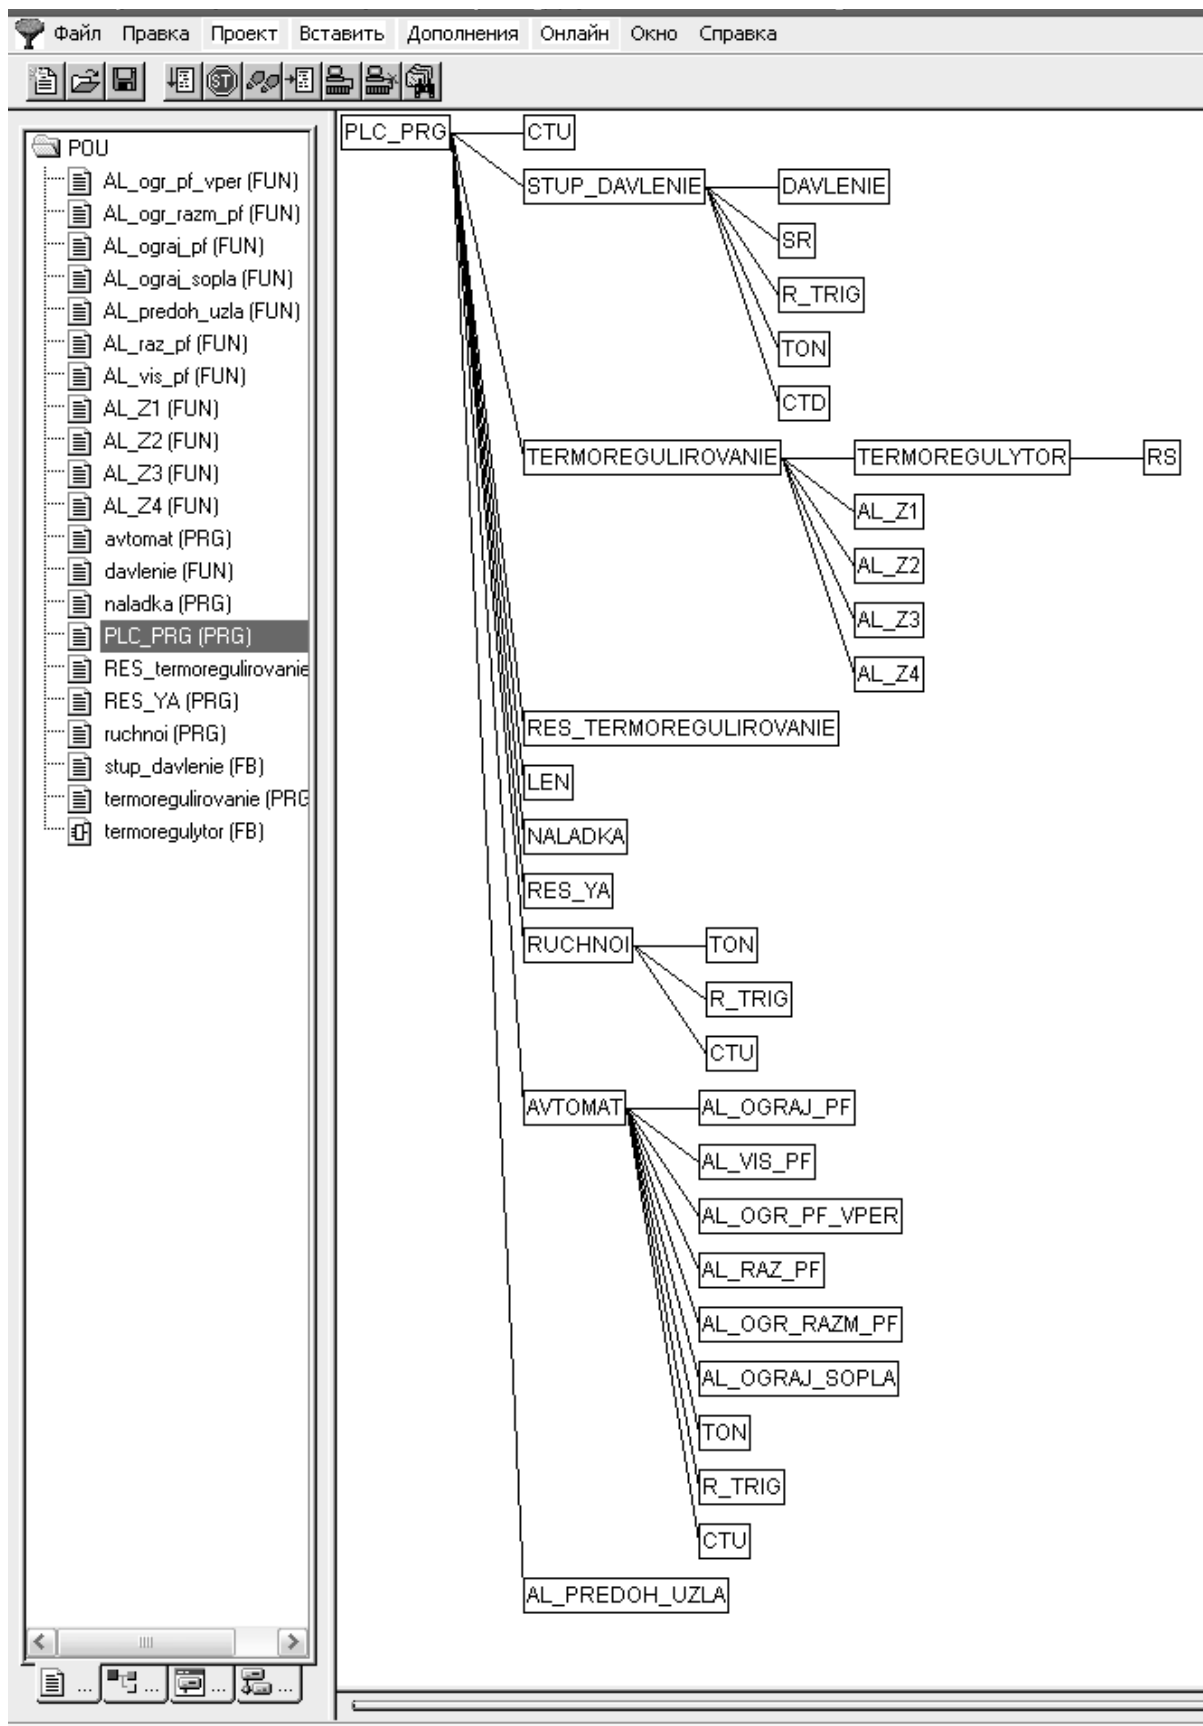 Файл Правка Проект Вставить Дополнения Онлайн Окно Справка
POU
AL_ogr_pf_vper (FUN)
AL_ogr_razm_pf (FUN)
AL_ograj_pf (FUN)
AL_ograj_sopla (FUN)
AL_predoh_uzla (FUN)
AL_raz_pf (FUN)
AL_vis_pf (FUN)
AL_Z1 (FUN)
AL_Z2 (FUN)
AL_Z3 (FUN)
AL_Z4 (FUN)
avtomat (PRG)
davlenie (FUN)
naladka (PRG)
PLC_PRG (PRG)
RES_termoregulirovanie
RES_YA (PRG)
ruchnoi (PRG)
stup_davlenie (FB)
termoregulirovanie (PRG
termoregulytor (FB)
... ... ... ...
PLC_PRG CTU
STUP_DAVLENIE DAVLENIE
SR
R_TRIG
TON
CTD
TERMOREGULIROVANIE TERMOREGULYTOR RS
AL_Z1
AL_Z2
AL_Z3
AL_Z4
RES_TERMOREGULIROVANIE
LEN
NALADKA
RES_YA
RUCHNOI TON
R_TRIG
CTU
AVTOMAT AL_OGRAJ_PF
AL_VIS_PF
AL_OGR_PF_VPER
AL_RAZ_PF
AL_OGR_RAZM_PF
AL_OGRAJ_SOPLA
TON
R_TRIG
CTU
AL_PREDOH_UZLA